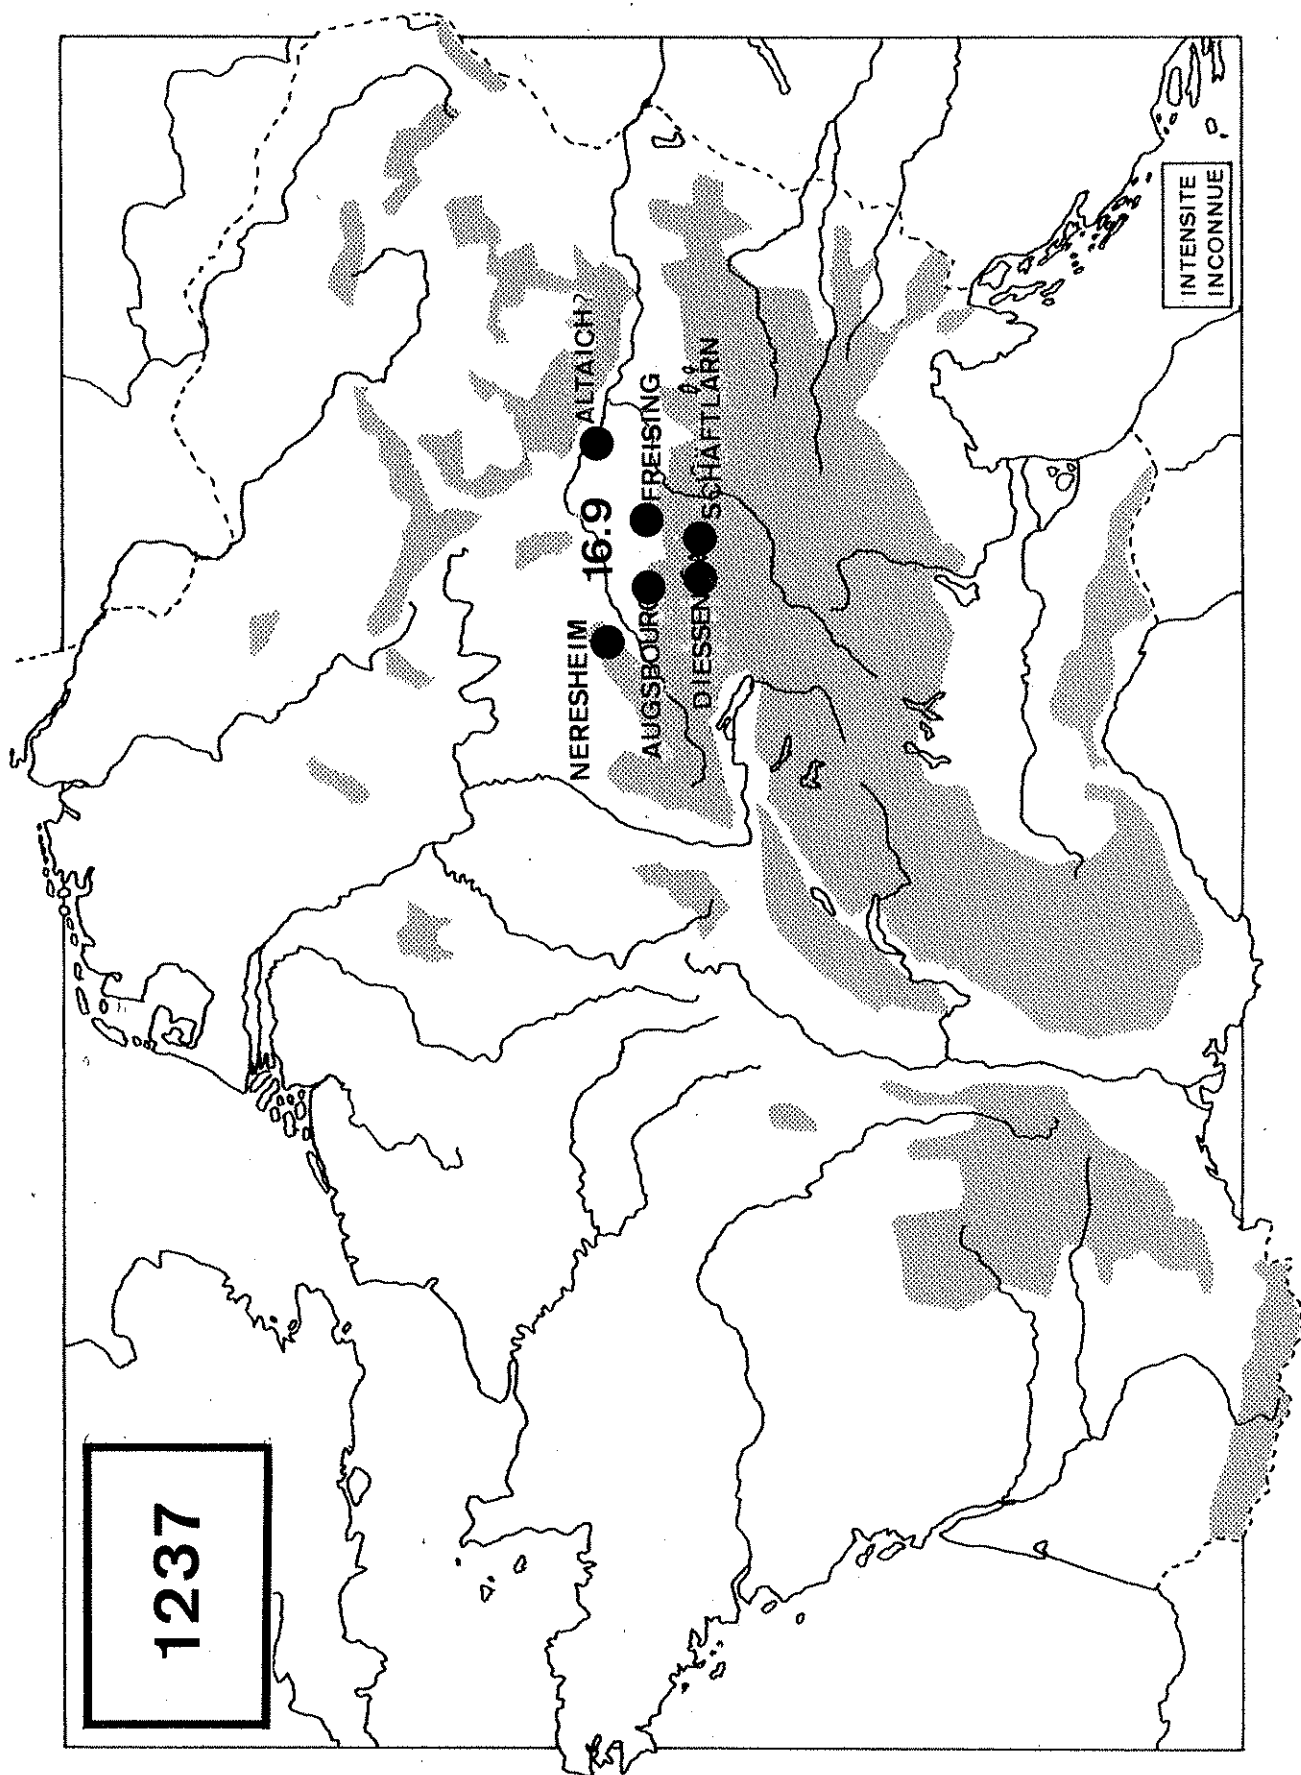 1237
NERESHEIM
16.9
ALTAICH?
AUGSBOURG
FREISING
DIESSEN
SCHÄFTLARN
INTENSITE
INCONNUE